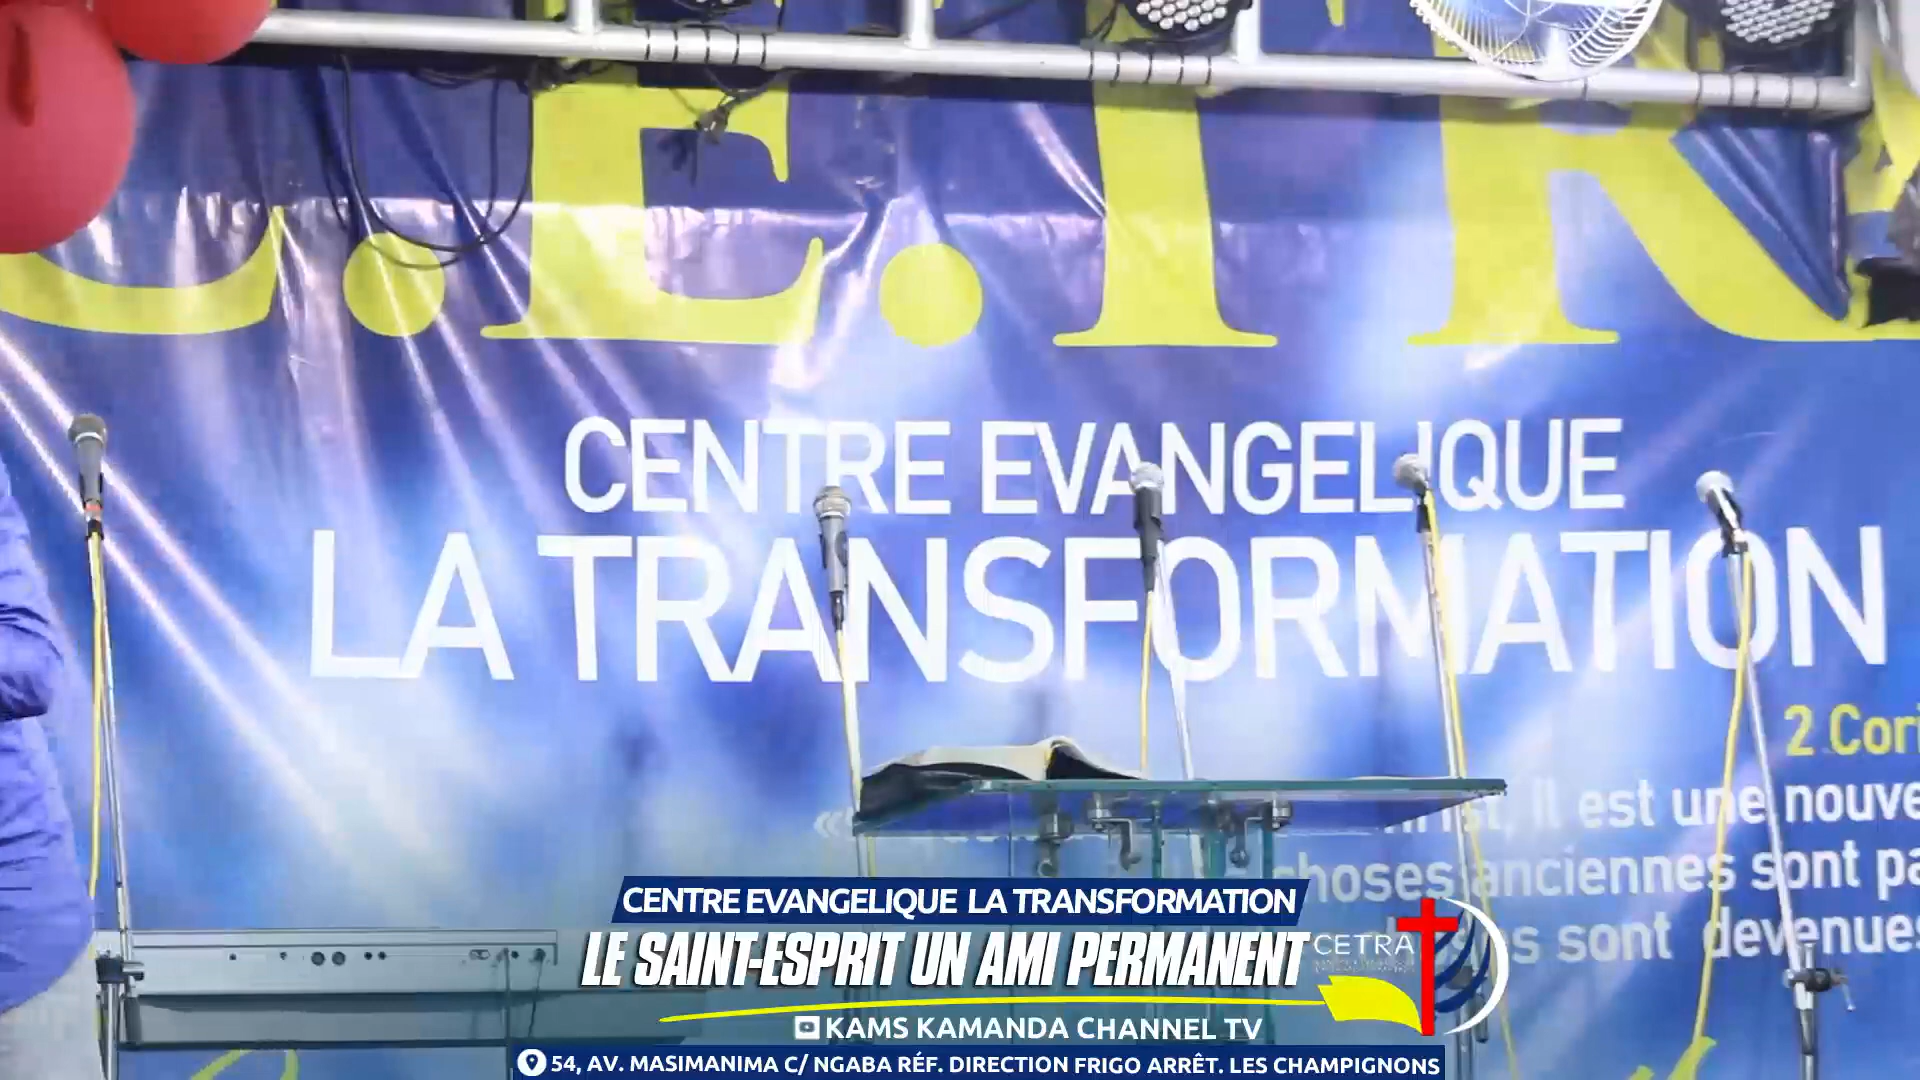 C.E.TR
CENTRE EVANGELIQUE
LA TRANSFORMATION
2 Cori
il est une nouve
choses anciennes sont pa
sont devenues
CENTRE EVANGELIQUE LA TRANSFORMATION
LE SAINT-ESPRIT UN AMI PERMANENT
CETRA
KAMS KAMANDA CHANNEL TV
54, AV. MASIMANIMA C/ NGABA RÉF. DIRECTION FRIGO ARRÊT. LES CHAMPIGNONS